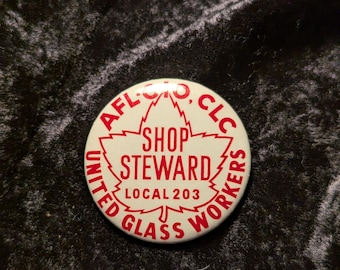 AFL-CIO, CLC
SHOP
STEWARD
LOCAL 203
UNITED GLASS WORKERS